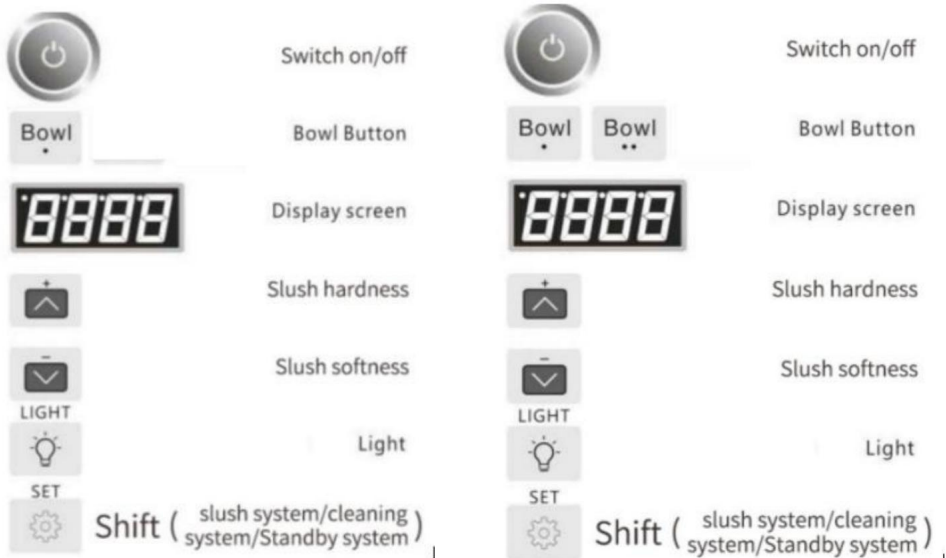 Switch on/off
Bowl
Bowl Button
8888
Display screen
+
Slush hardness
−
Slush softness
LIGHT
Light
SET
Shift ( slush system/cleaning
system/Standby system )
Switch on/off
Bowl Bowl
Bowl Button
8888
Display screen
+
Slush hardness
−
Slush softness
LIGHT
Light
SET
Shift ( slush system/cleaning
system/Standby system )